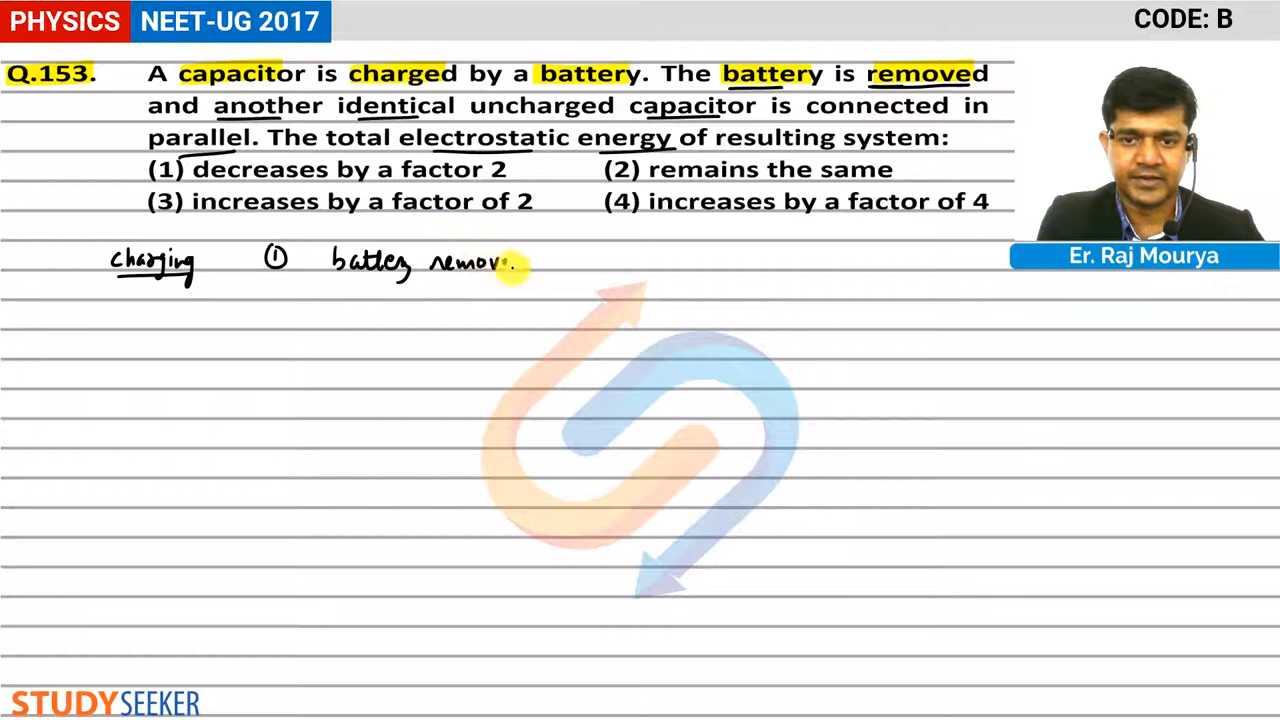 PHYSICS NEET-UG 2017 CODE: B
Q.153. A capacitor is charged by a battery. The battery is removed
and another identical uncharged capacitor is connected in
parallel. The total electrostatic energy of resulting system:
(1) decreases by a factor 2 (2) remains the same
(3) increases by a factor of 2 (4) increases by a factor of 4
Er. Raj Mourya
charging ① battery remov
STUDYSEEKER